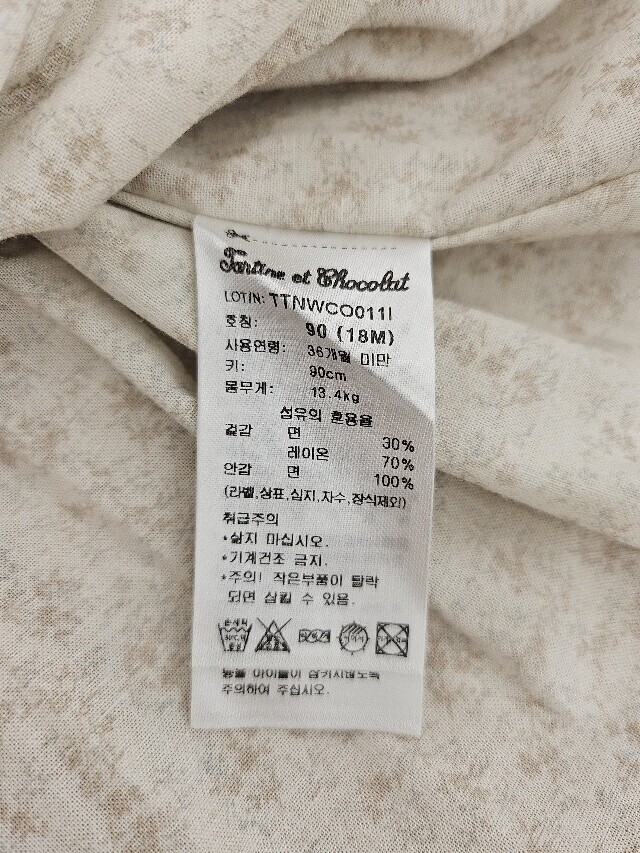 Tartine et Chocolat
LOTIN: TTNWCO011I
호칭: 90 (18M)
사용연령: 36개월 미만
키: 90cm
몸무게: 13.4kg
섬유의 혼용율
겉감 면 30%
레이온 70%
안감 면 100%
(라벨,상표,심지,자수,장식제외)
취급주의
*삶지 마십시오.
*기계건조 금지.
*주의! 작은부품이 탈락
되면 삼킬 수 있음.
손세탁
30℃,
중성
아이들이 삼키지않도록
주의하여 주십시오.